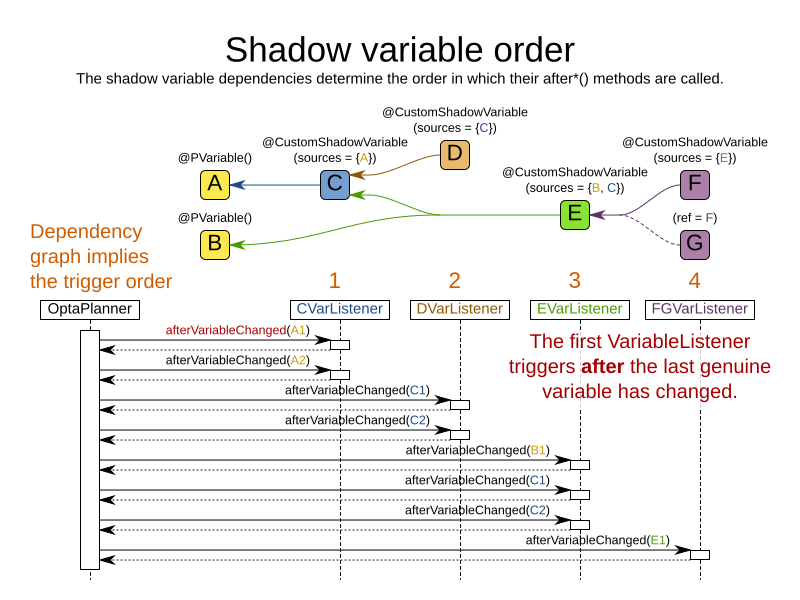 Shadow variable order
The shadow variable dependencies determine the order in which their after*() methods are called.
@CustomShadowVariable
(sources = {C})
D
@PVariable()
A
@CustomShadowVariable
(sources = {A})
C
@CustomShadowVariable
(sources = {B, C})
E
@CustomShadowVariable
(sources = {E})
F
@PVariable()
B
(ref = F)
G
Dependency
graph implies
the trigger order
1
2
3
4
OptaPlanner
CVarListener
DVarListener
EVarListener
FGVarListener
The first VariableListener
triggers after the last genuine
variable has changed.
afterVariableChanged(A1)
afterVariableChanged(A2)
afterVariableChanged(C1)
afterVariableChanged(C2)
afterVariableChanged(B1)
afterVariableChanged(C1)
afterVariableChanged(C2)
afterVariableChanged(E1)